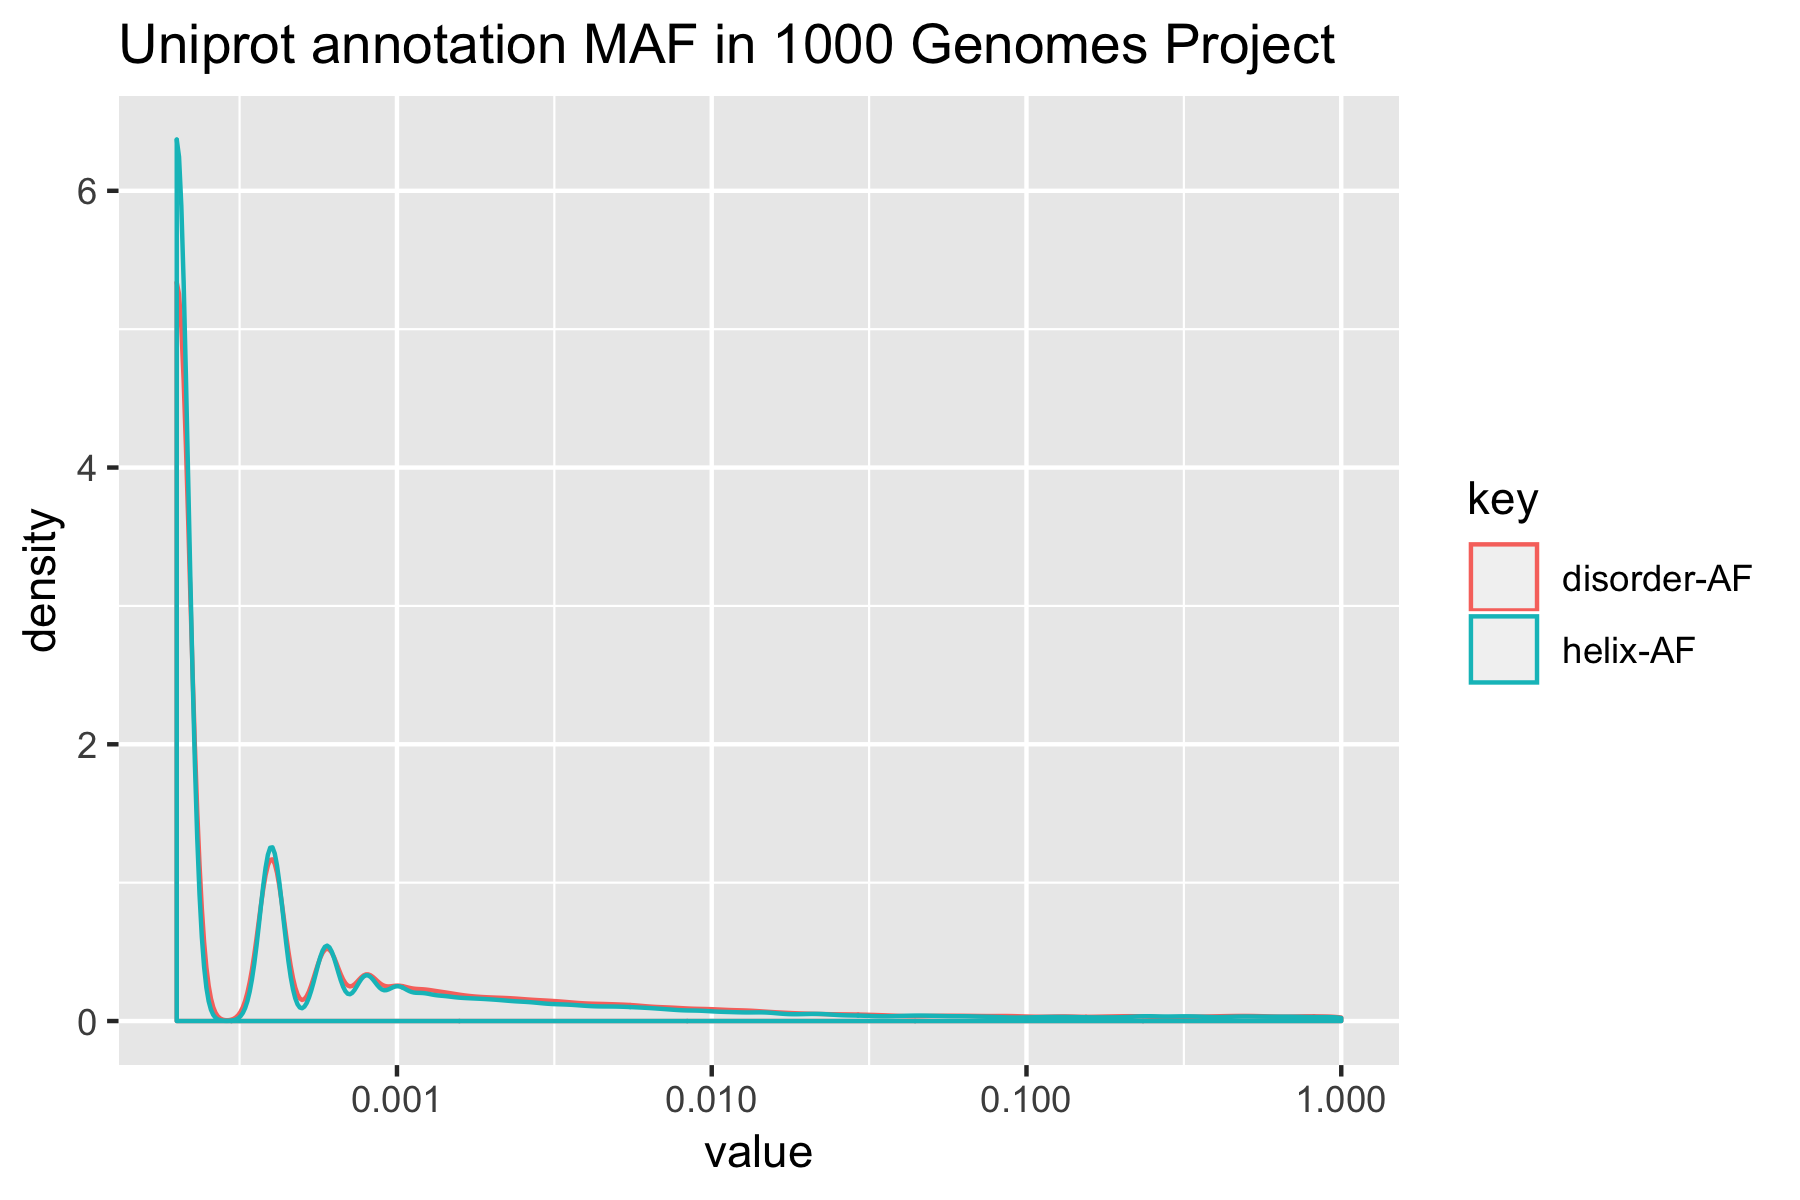 Uniprot annotation MAF in 1000 Genomes Project
6
4
2
0
density
0.001
0.010
0.100
1.000
value
key
disorder-AF
helix-AF